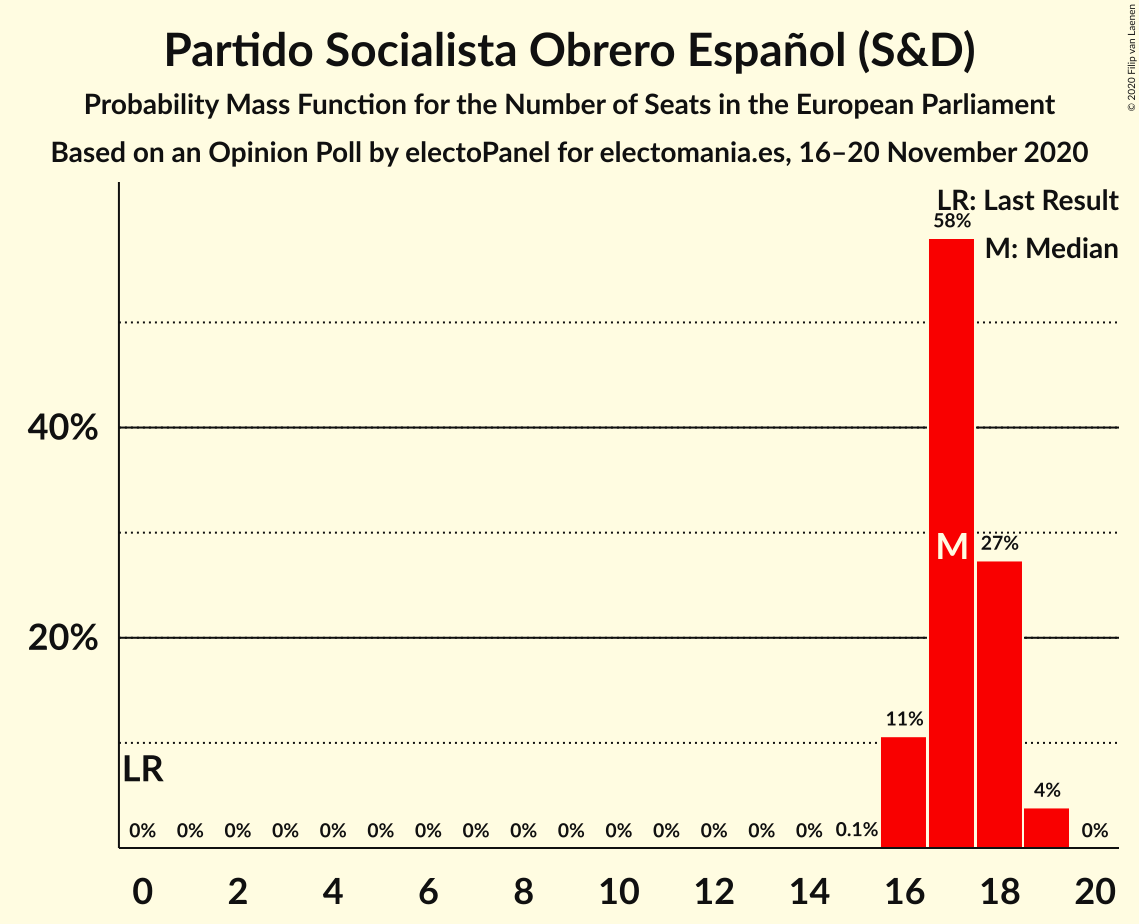 Partido Socialista Obrero Español (S&D)
Probability Mass Function for the Number of Seats in the European Parliament
Based on an Opinion Poll by electoPanel for electomania.es, 16–20 November 2020
© 2020 Filip van Laenen
LR: Last Result
58%
M: Median
40%
M 27%
20%
11%
LR
4%
0% 0% 0% 0% 0% 0% 0% 0% 0% 0% 0% 0% 0% 0% 0% 0.1% 0%
0 2 4 6 8 10 12 14 16 18 20